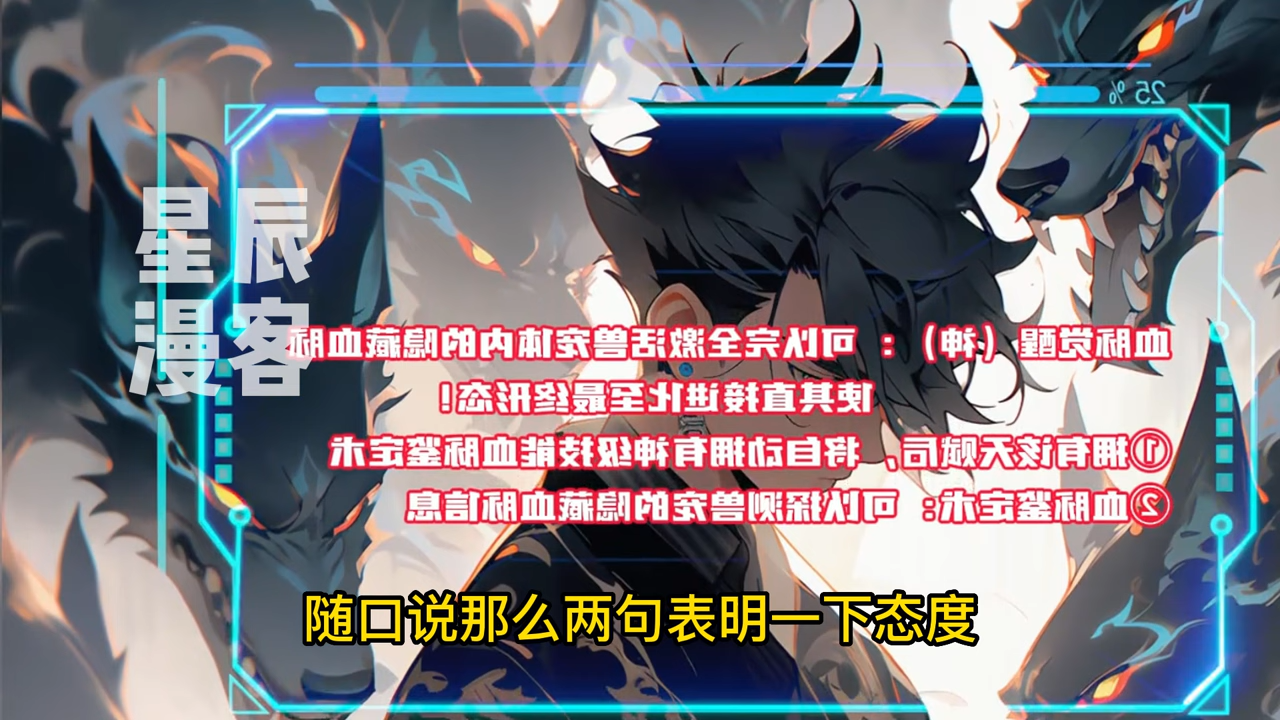 25 %
星辰
漫客
血脉觉醒（神）：可以完全激活兽宠体内的隐藏血脉
使其直接进化至最终形态！
①拥有该天赋后，将自动拥有神级技能血脉鉴定术
②血脉鉴定术：可以探测兽宠的隐藏血脉信息
随口说那么两句表明一下态度